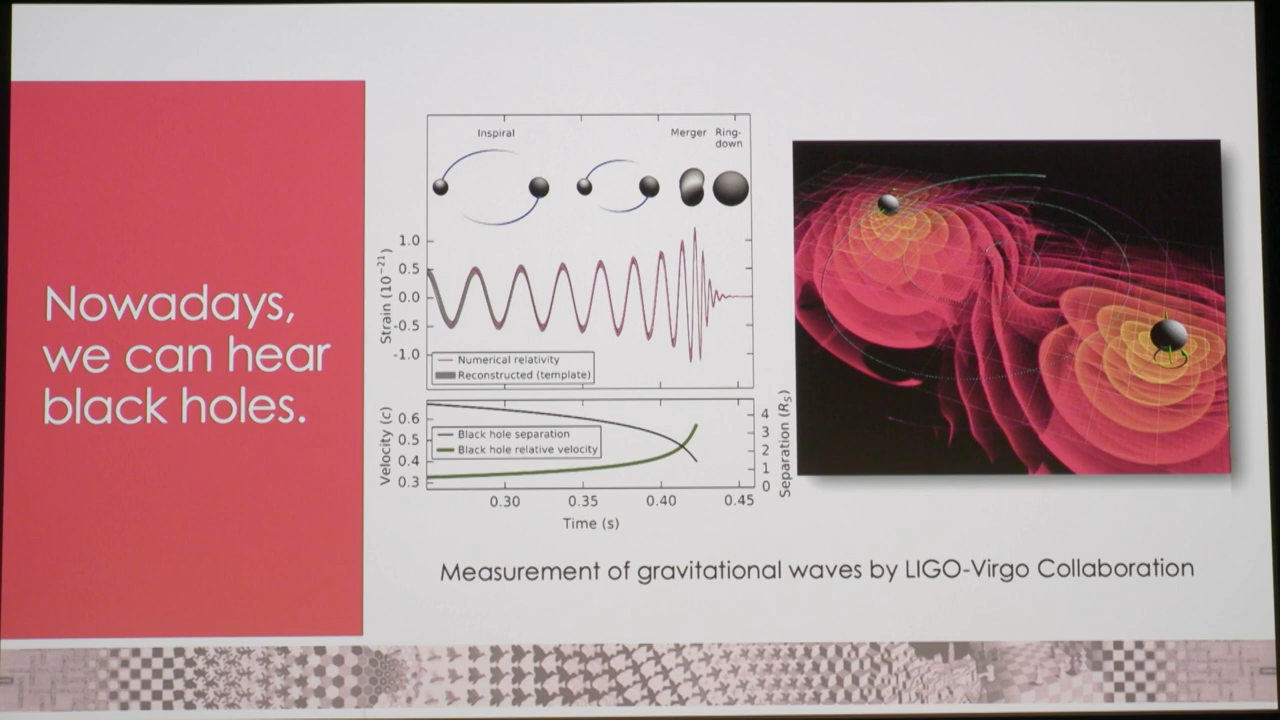 Nowadays,
we can hear
black holes.
Inspiral
Merger
Ring-
down
Strain (10⁻²¹)
1.0
0.5
0.0
-0.5
-1.0
Numerical relativity
Reconstructed (template)
Velocity (c)
0.6
0.5
0.4
0.3
Black hole separation
Black hole relative velocity
4
3
2
1
0
Separation (R_S)
0.30 0.35 0.40 0.45
Time (s)
Measurement of gravitational waves by LIGO-Virgo Collaboration